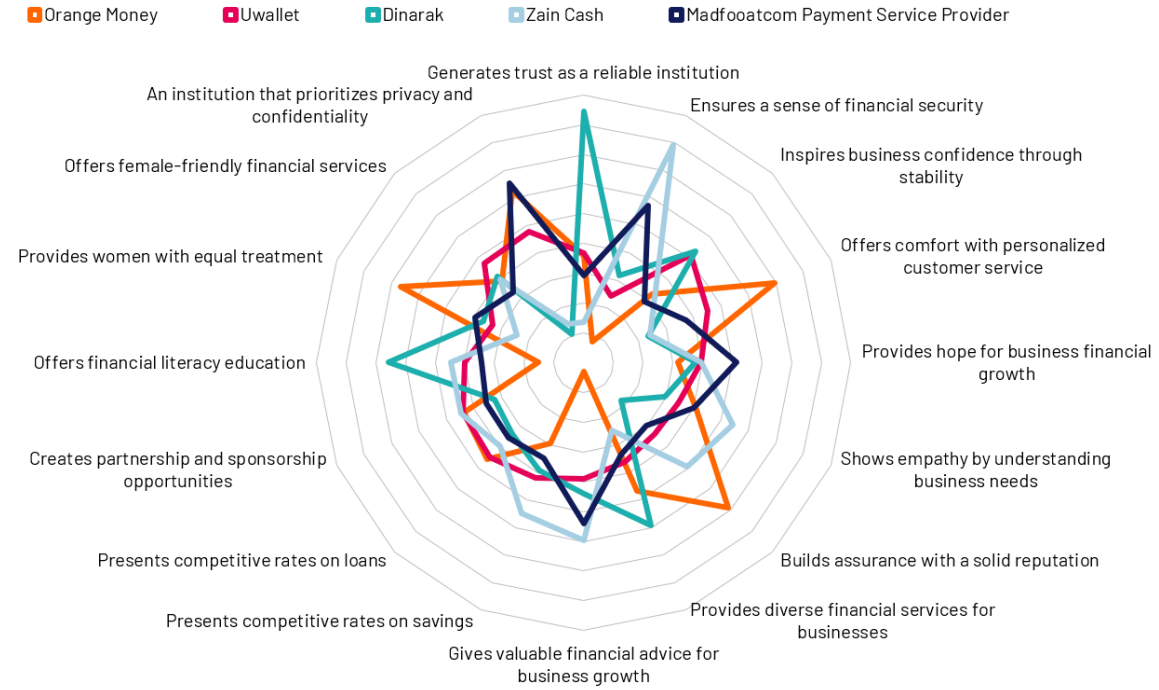 Orange Money Uwallet Dinarak Zain Cash Madfooatcom Payment Service Provider
Generates trust as a reliable institution
Ensures a sense of financial security
Inspires business confidence through
stability
Offers comfort with personalized
customer service
Provides hope for business financial
growth
Shows empathy by understanding
business needs
Builds assurance with a solid reputation
Provides diverse financial services for
businesses
Gives valuable financial advice for
business growth
Presents competitive rates on savings
Presents competitive rates on loans
Creates partnership and sponsorship
opportunities
Offers financial literacy education
Provides women with equal treatment
Offers female-friendly financial services
An institution that prioritizes privacy and
confidentiality